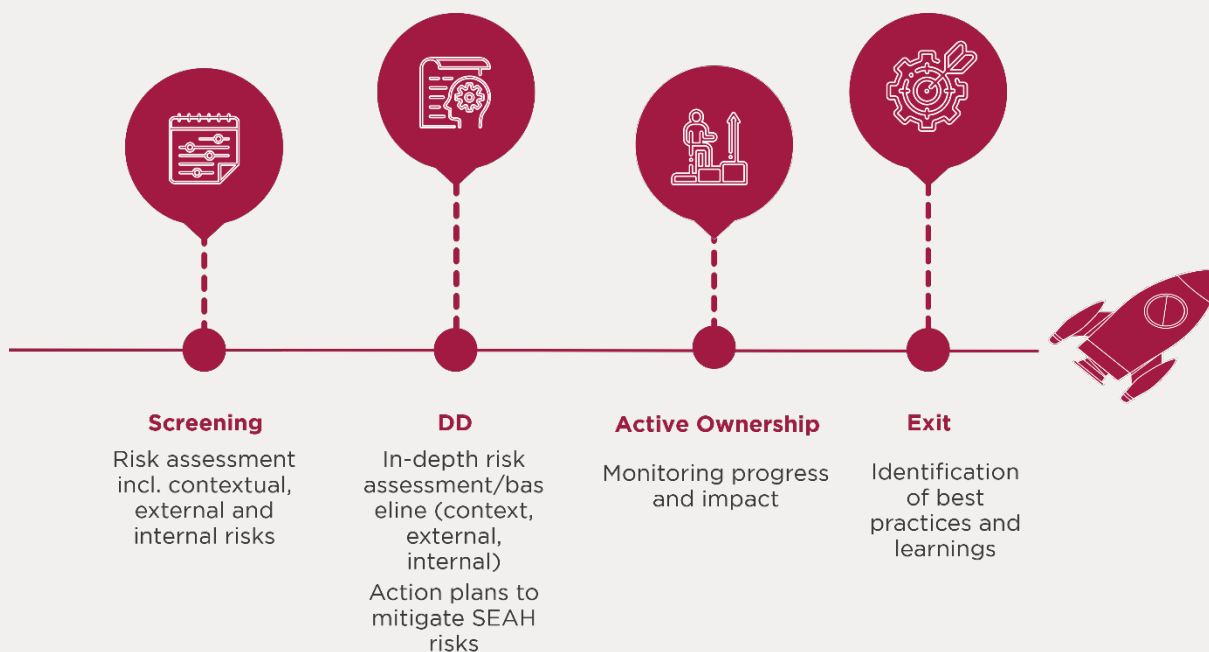 Screening
Risk assessment
incl. contextual,
external and
internal risks
DD
In-depth risk
assessment/bas
eline (context,
external,
internal)
Action plans to
mitigate SEAH
risks
Active Ownership
Monitoring progress
and impact
Exit
Identification
of best
practices and
learnings